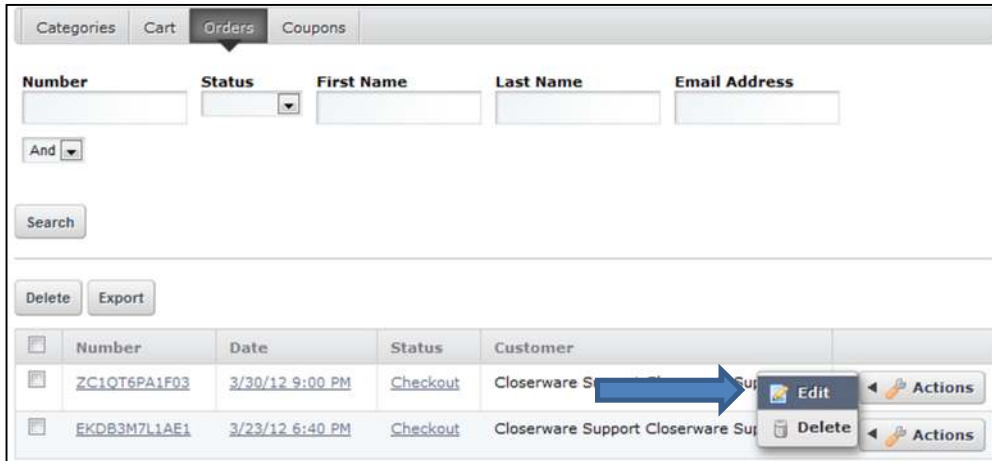 Categories Cart Orders Coupons
Number Status First Name Last Name Email Address
And
Search
Delete Export
Number Date Status Customer
ZC1QT6PA1F03 3/30/12 9:00 PM Checkout Closerware Edit Actions
EKDB3M7L1AE1 3/23/12 6:40 PM Checkout Closerware Support Closerware Sup Delete Actions